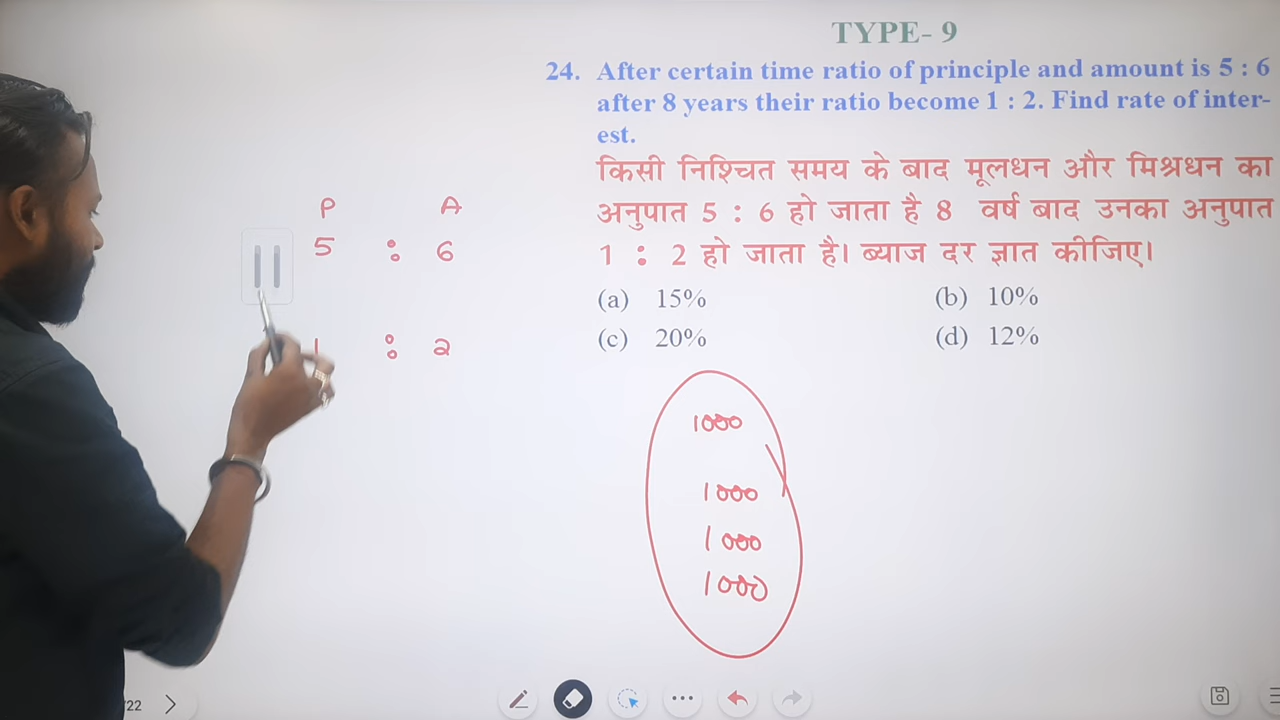 TYPE- 9
24. After certain time ratio of principle and amount is 5 : 6
after 8 years their ratio become 1 : 2. Find rate of inter-
est.
किसी निश्चित समय के बाद मूलधन और मिश्रधन का
अनुपात 5 : 6 हो जाता है 8 वर्ष बाद उनका अनुपात
1 : 2 हो जाता है। ब्याज दर ज्ञात कीजिए।
(a) 15% (b) 10%
(c) 20% (d) 12%
P A
5 : 6
1 : 2
1000
1000
1000
1000
/22